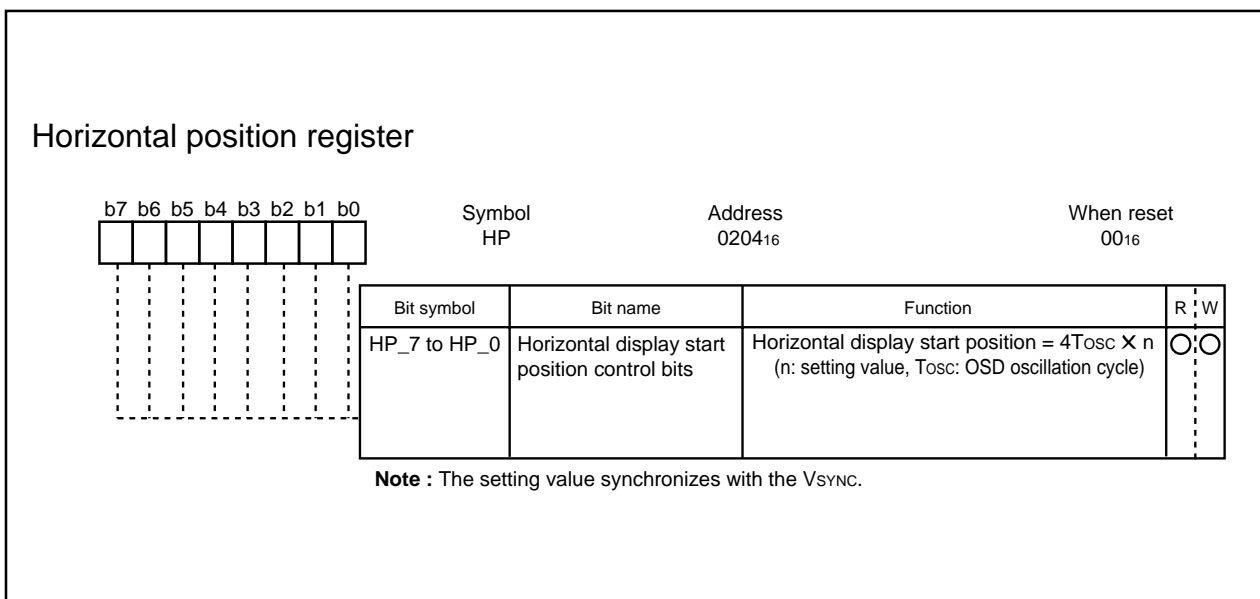 Horizontal position register
b7 b6 b5 b4 b3 b2 b1 b0
Symbol Address When reset
HP 020416 0016
Bit symbol Bit name Function R W
HP_7 to HP_0 Horizontal display start position control bits Horizontal display start position = 4Tosc X n (n: setting value, Tosc: OSD oscillation cycle) O O
Note : The setting value synchronizes with the VSYNC.